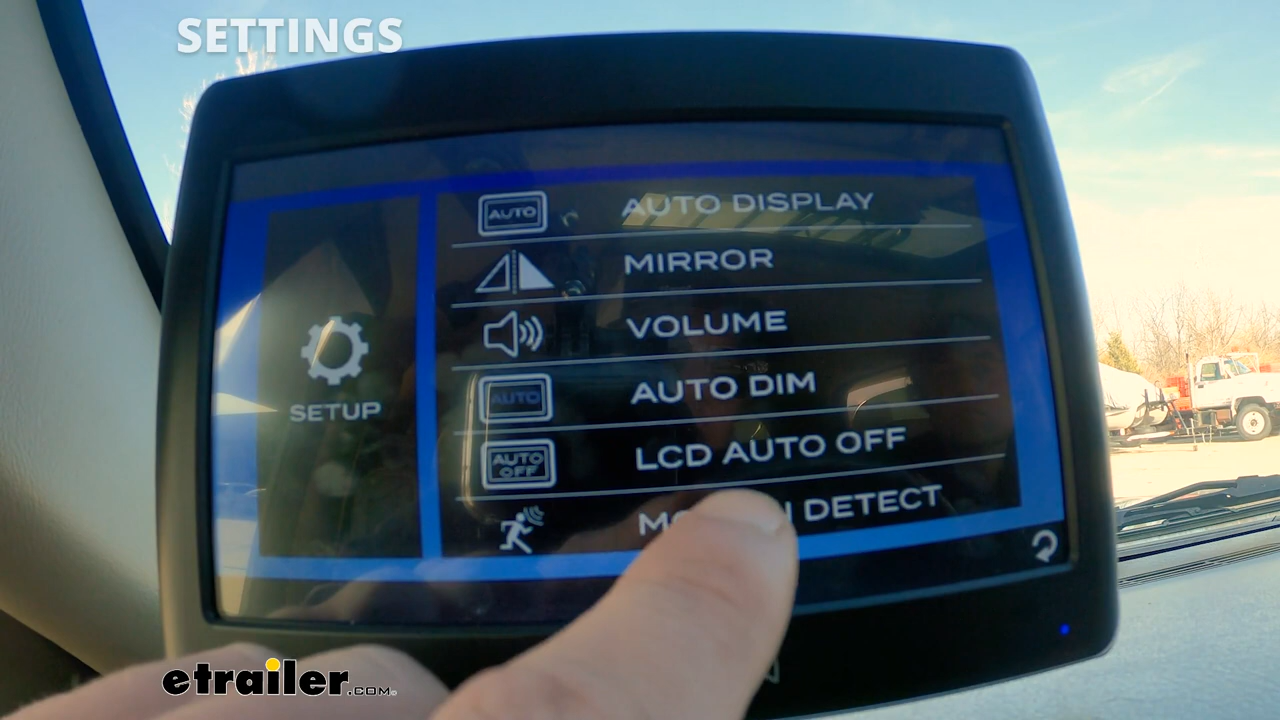 SETTINGS
AUTO AUTO DISPLAY
MIRROR
VOLUME
AUTO AUTO DIM
AUTO OFF LCD AUTO OFF
DETECT
SETUP
etrailer.COM